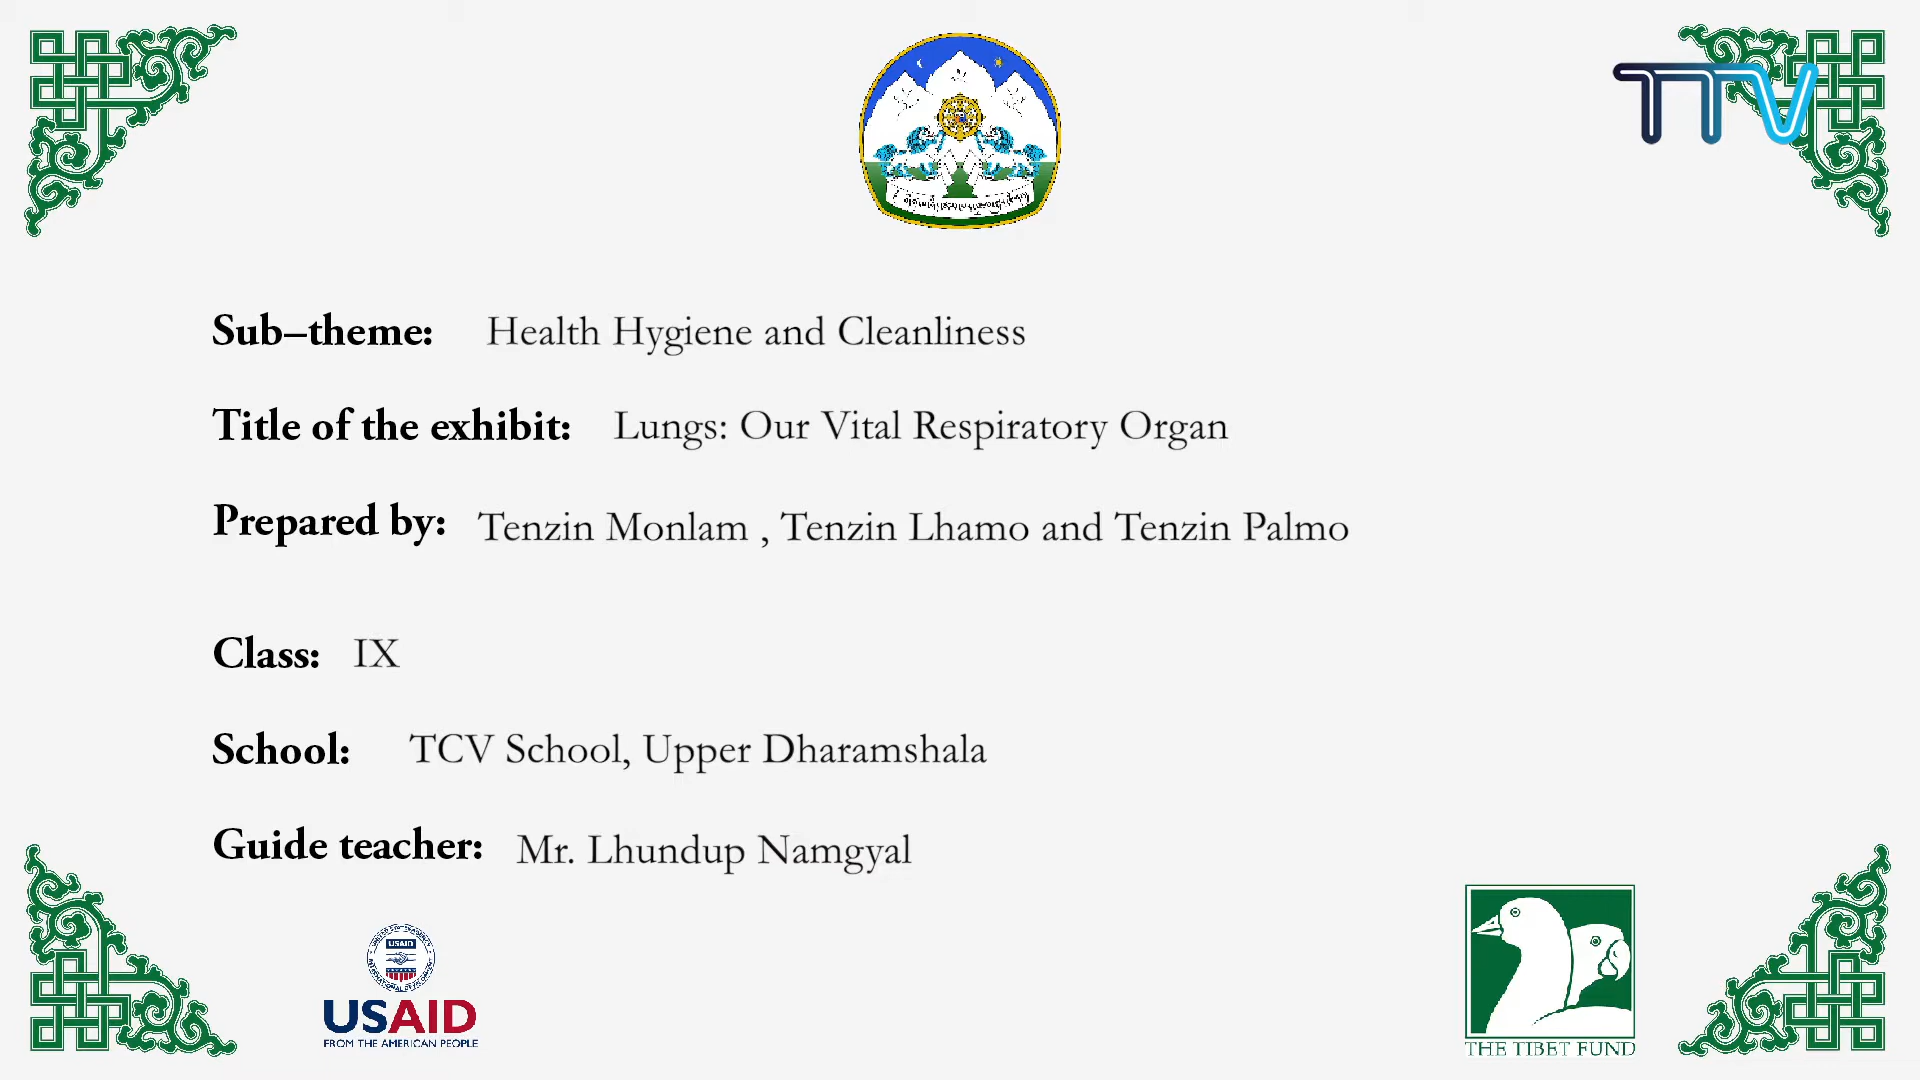 TTV
Sub–theme: Health Hygiene and Cleanliness
Title of the exhibit: Lungs: Our Vital Respiratory Organ
Prepared by: Tenzin Monlam , Tenzin Lhamo and Tenzin Palmo
Class: IX
School: TCV School, Upper Dharamshala
Guide teacher: Mr. Lhundup Namgyal
USAID
USAID
FROM THE AMERICAN PEOPLE
THE TIBET FUND